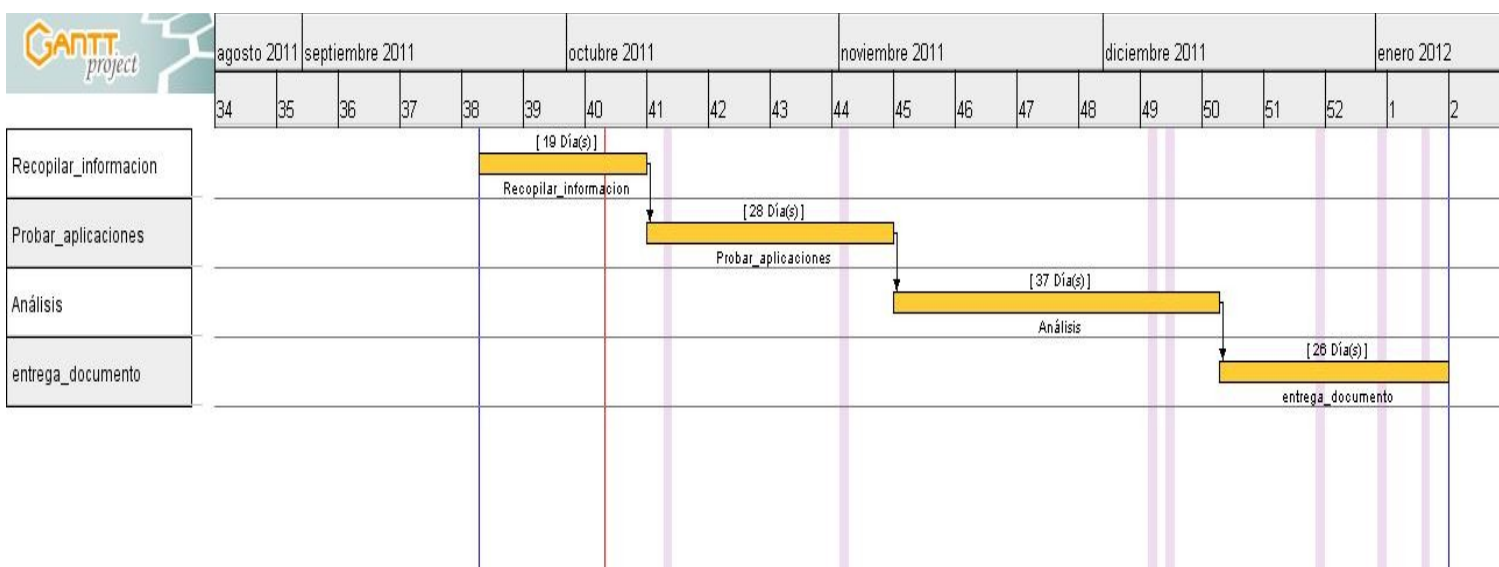 GANTT
project
agosto 2011 septiembre 2011 octubre 2011 noviembre 2011 diciembre 2011 enero 2012
34 35 36 37 38 39 40 41 42 43 44 45 46 47 48 49 50 51 52 1 2
Recopilar_informacion
[ 19 Día(s) ]
Recopilar_informacion
Probar_aplicaciones
[ 28 Día(s) ]
Probar_aplicaciones
Análisis
[ 37 Día(s) ]
Análisis
entrega_documento
[ 26 Día(s) ]
entrega_documento